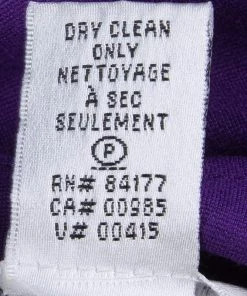 DRY CLEAN
ONLY
NETTOYAGE
À SEC
SEULEMENT
P
RN# 84177
CA# 00985
V# 00415